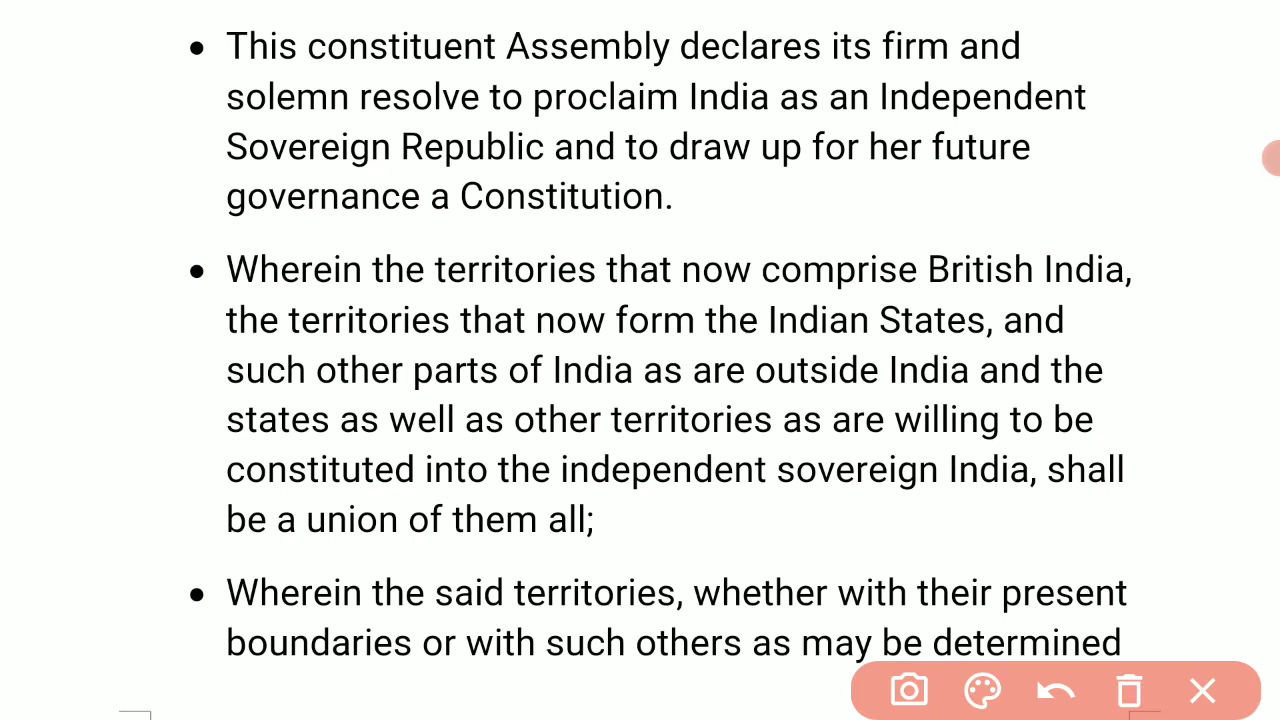 This constituent Assembly declares its firm and
solemn resolve to proclaim India as an Independent
Sovereign Republic and to draw up for her future
governance a Constitution.
Wherein the territories that now comprise British India,
the territories that now form the Indian States, and
such other parts of India as are outside India and the
states as well as other territories as are willing to be
constituted into the independent sovereign India, shall
be a union of them all;
Wherein the said territories, whether with their present
boundaries or with such others as may be determined